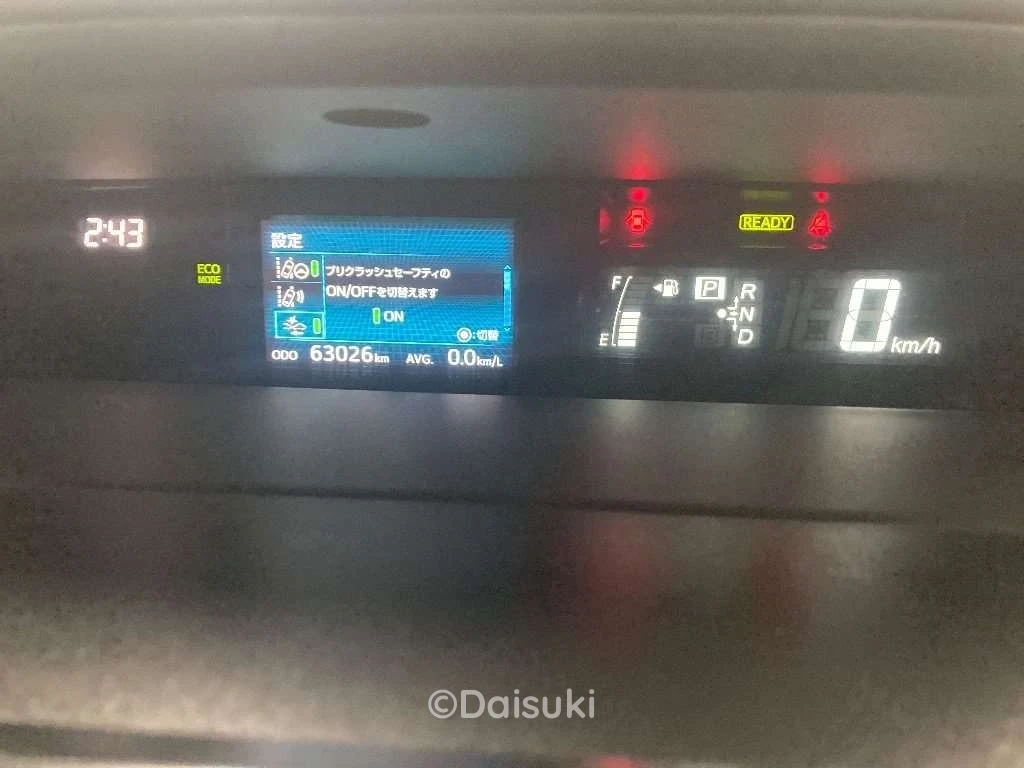 2:43
ECO
MODE
設定
プリクラッシュセーフティの
ON/OFFを切替えます
ON
:切替
ODO 63026km AVG. 0.0km/L
READY
F
E
P
R
N
D
0 km/h
©Daisuki